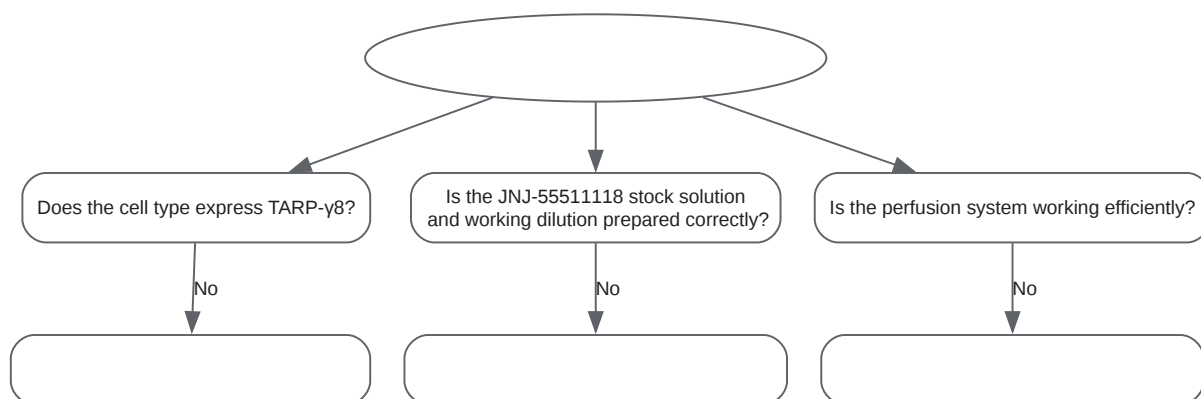 Does the cell type express TARP-γ8?
Is the JNJ-55511118 stock solution
and working dilution prepared correctly?
Is the perfusion system working efficiently?
No
No
No